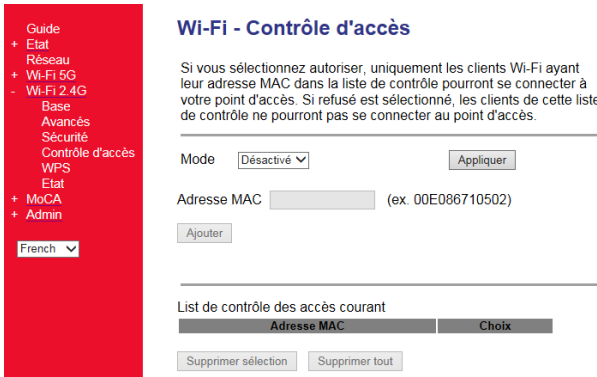 Guide
+ Etat
Réseau
+ Wi-Fi 5G
- Wi-Fi 2.4G
Base
Avancés
Sécurité
Contrôle d'accès
WPS
Etat
+ MoCA
+ Admin
French
Wi-Fi - Contrôle d'accès
Si vous sélectionnez autoriser, uniquement les clients Wi-Fi ayant
leur adresse MAC dans la liste de contrôle pourront se connecter à
votre point d'accès. Si refusé est sélectionné, les clients de cette liste
de contrôle ne pourront pas se connecter au point d'accès.
Mode Désactivé Appliquer
Adresse MAC (ex. 00E086710502)
Ajouter
List de contrôle des accès courant
Adresse MAC Choix
Supprimer sélection Supprimer tout